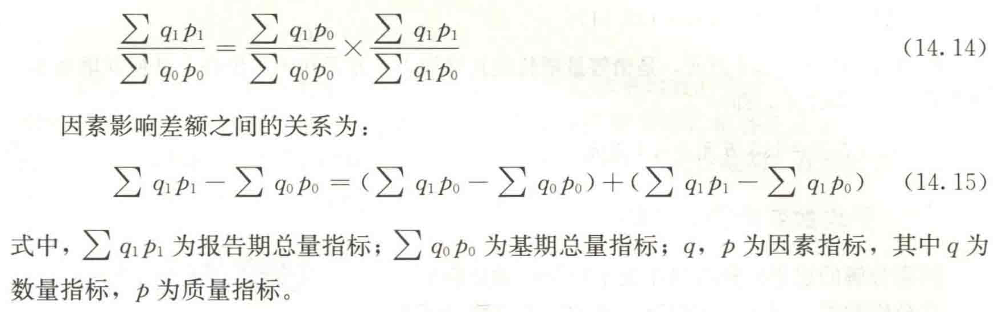 $$\frac{\sum q_1 p_1}{\sum q_0 p_0} = \frac{\sum q_1 p_0}{\sum q_0 p_0} \times \frac{\sum q_1 p_1}{\sum q_1 p_0} \quad (14.14)$$
因素影响差额之间的关系为：
$$\sum q_1 p_1 - \sum q_0 p_0 = (\sum q_1 p_0 - \sum q_0 p_0) + (\sum q_1 p_1 - \sum q_1 p_0) \quad (14.15)$$
式中，$\sum q_1 p_1$ 为报告期总量指标；$\sum q_0 p_0$ 为基期总量指标；$q$，$p$ 为因素指标，其中 $q$ 为
数量指标，$p$ 为质量指标。